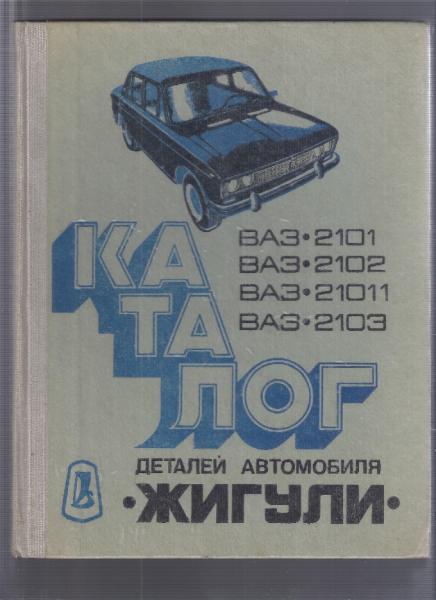 ВАЗ·2101
ВАЗ·2102
ВАЗ·21011
ВАЗ·2103
КА
ТА
ЛОГ
ДЕТАЛЕЙ АВТОМОБИЛЯ
·ЖИГУЛИ·